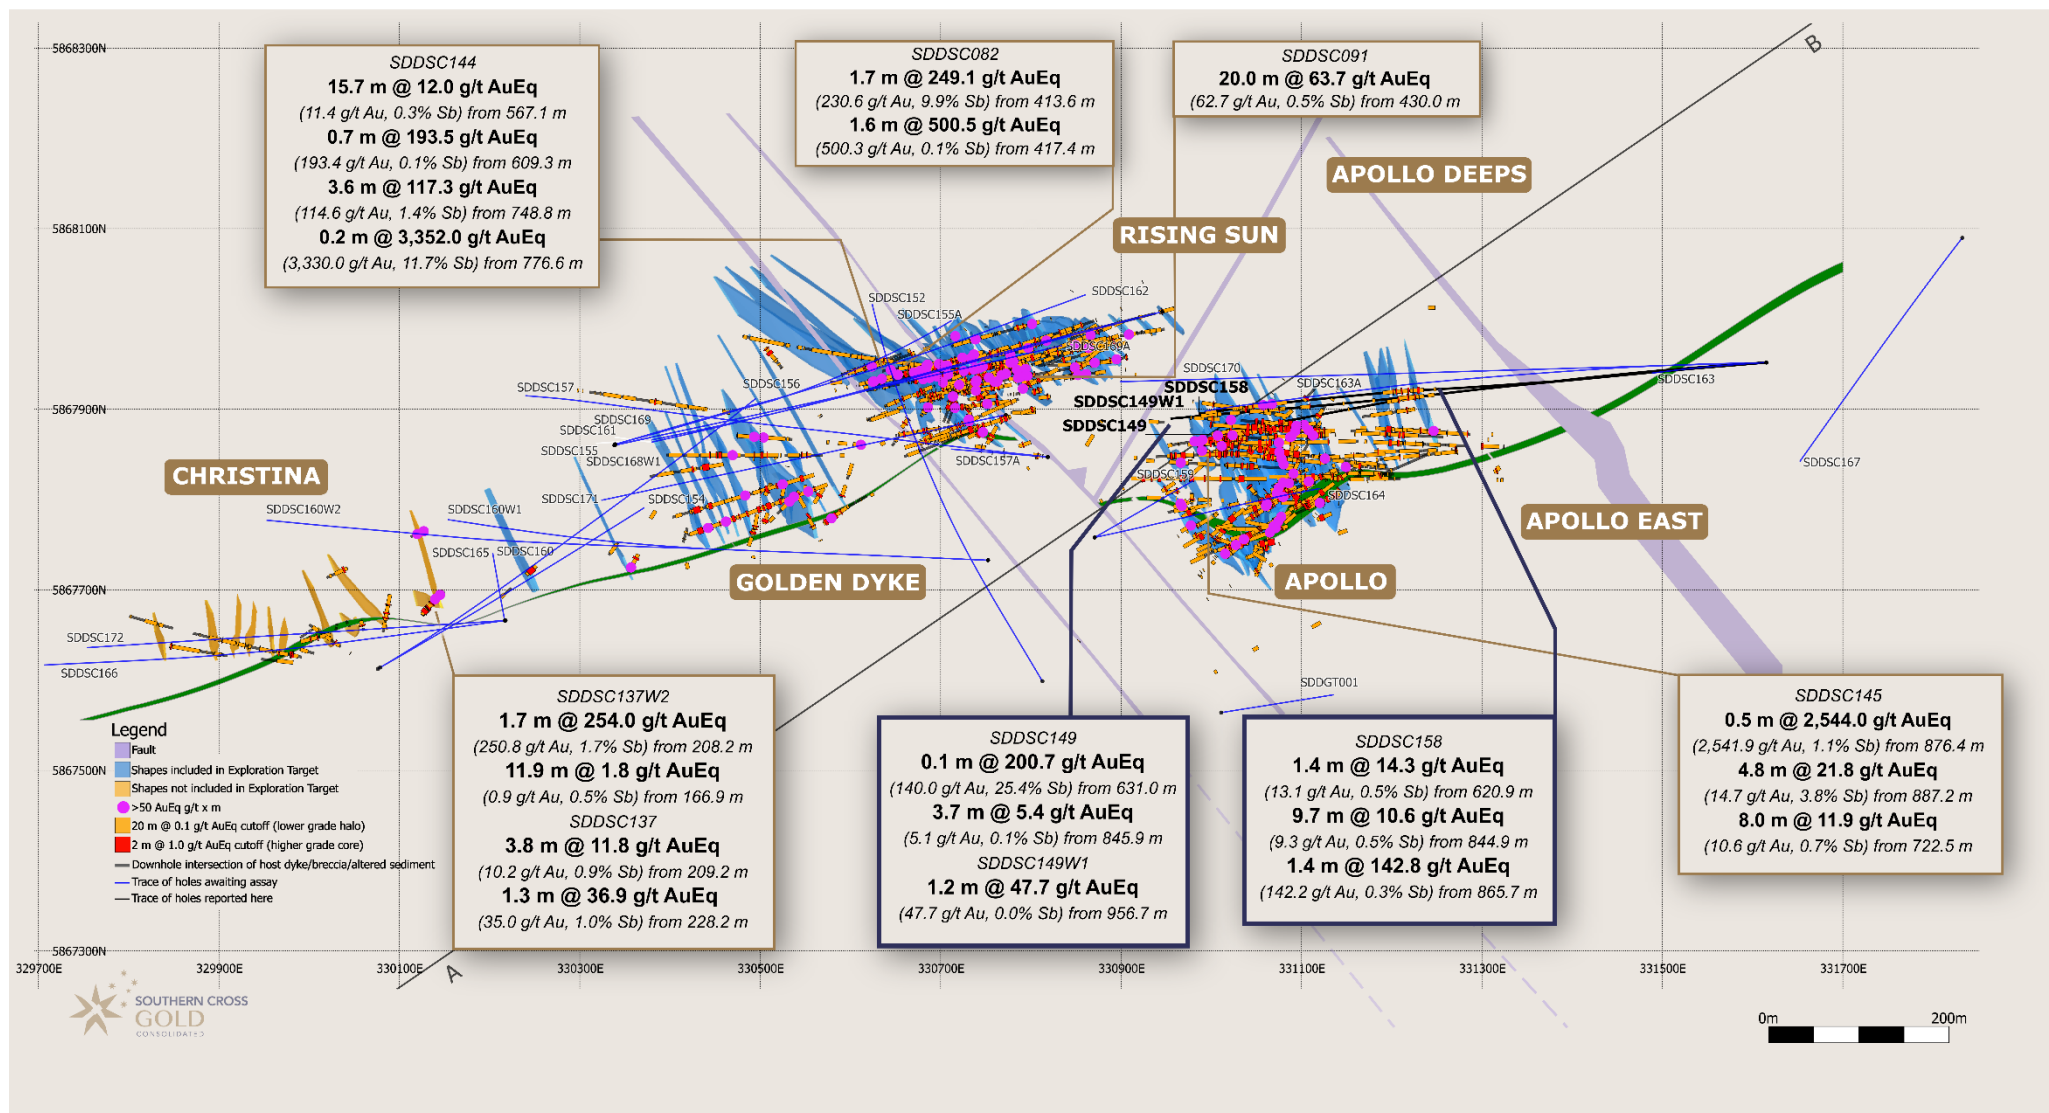 5868300N
5868100N
5867900N
5867700N
5867500N
5867300N
SDDSC144
15.7 m @ 12.0 g/t AuEq
(11.4 g/t Au, 0.3% Sb) from 567.1 m
0.7 m @ 193.5 g/t AuEq
(193.4 g/t Au, 0.1% Sb) from 609.3 m
3.6 m @ 117.3 g/t AuEq
(114.6 g/t Au, 1.4% Sb) from 748.8 m
0.2 m @ 3,352.0 g/t AuEq
(3,330.0 g/t Au, 11.7% Sb) from 776.6 m
SDDSC082
1.7 m @ 249.1 g/t AuEq
(230.6 g/t Au, 9.9% Sb) from 413.6 m
1.6 m @ 500.5 g/t AuEq
(500.3 g/t Au, 0.1% Sb) from 417.4 m
SDDSC091
20.0 m @ 63.7 g/t AuEq
(62.7 g/t Au, 0.5% Sb) from 430.0 m
B
APOLLO DEEPS
RISING SUN
SDDSC152
SDDSC162
SDDSC155A
SDDSC169A
SDDSC170
SDDSC158
SDDSC163A
SDDSC163
SDDSC157
SDDSC156
SDDSC149W1
SDDSC149
SDDSC169
SDDSC161
SDDSC155
SDDSC168W1
SDDSC157A
SDDSC159
SDDSC167
SDDSC171
SDDSC154
SDDSC164
CHRISTINA
SDDSC160W2
SDDSC160W1
SDDSC165
SDDSC160
APOLLO EAST
GOLDEN DYKE
APOLLO
SDDSC172
SDDSC166
SDDGT001
Legend
Fault
Shapes included in Exploration Target
Shapes not included in Exploration Target
>50 AuEq g/t x m
20 m @ 0.1 g/t AuEq cutoff (lower grade halo)
2 m @ 1.0 g/t AuEq cutoff (higher grade core)
Downhole intersection of host dyke/breccia/altered sediment
Trace of holes awaiting assay
Trace of holes reported here
SDDSC137W2
1.7 m @ 254.0 g/t AuEq
(250.8 g/t Au, 1.7% Sb) from 208.2 m
11.9 m @ 1.8 g/t AuEq
(0.9 g/t Au, 0.5% Sb) from 166.9 m
SDDSC137
3.8 m @ 11.8 g/t AuEq
(10.2 g/t Au, 0.9% Sb) from 209.2 m
1.3 m @ 36.9 g/t AuEq
(35.0 g/t Au, 1.0% Sb) from 228.2 m
SDDSC149
0.1 m @ 200.7 g/t AuEq
(140.0 g/t Au, 25.4% Sb) from 631.0 m
3.7 m @ 5.4 g/t AuEq
(5.1 g/t Au, 0.1% Sb) from 845.9 m
SDDSC149W1
1.2 m @ 47.7 g/t AuEq
(47.7 g/t Au, 0.0% Sb) from 956.7 m
SDDSC158
1.4 m @ 14.3 g/t AuEq
(13.1 g/t Au, 0.5% Sb) from 620.9 m
9.7 m @ 10.6 g/t AuEq
(9.3 g/t Au, 0.5% Sb) from 844.9 m
1.4 m @ 142.8 g/t AuEq
(142.2 g/t Au, 0.3% Sb) from 865.7 m
SDDSC145
0.5 m @ 2,544.0 g/t AuEq
(2,541.9 g/t Au, 1.1% Sb) from 876.4 m
4.8 m @ 21.8 g/t AuEq
(14.7 g/t Au, 3.8% Sb) from 887.2 m
8.0 m @ 11.9 g/t AuEq
(10.6 g/t Au, 0.7% Sb) from 722.5 m
A
329700E 329900E 330100E 330300E 330500E 330700E 330900E 331100E 331300E 331500E 331700E
SOUTHERN CROSS
GOLD
CONSOLIDATED
0m 200m